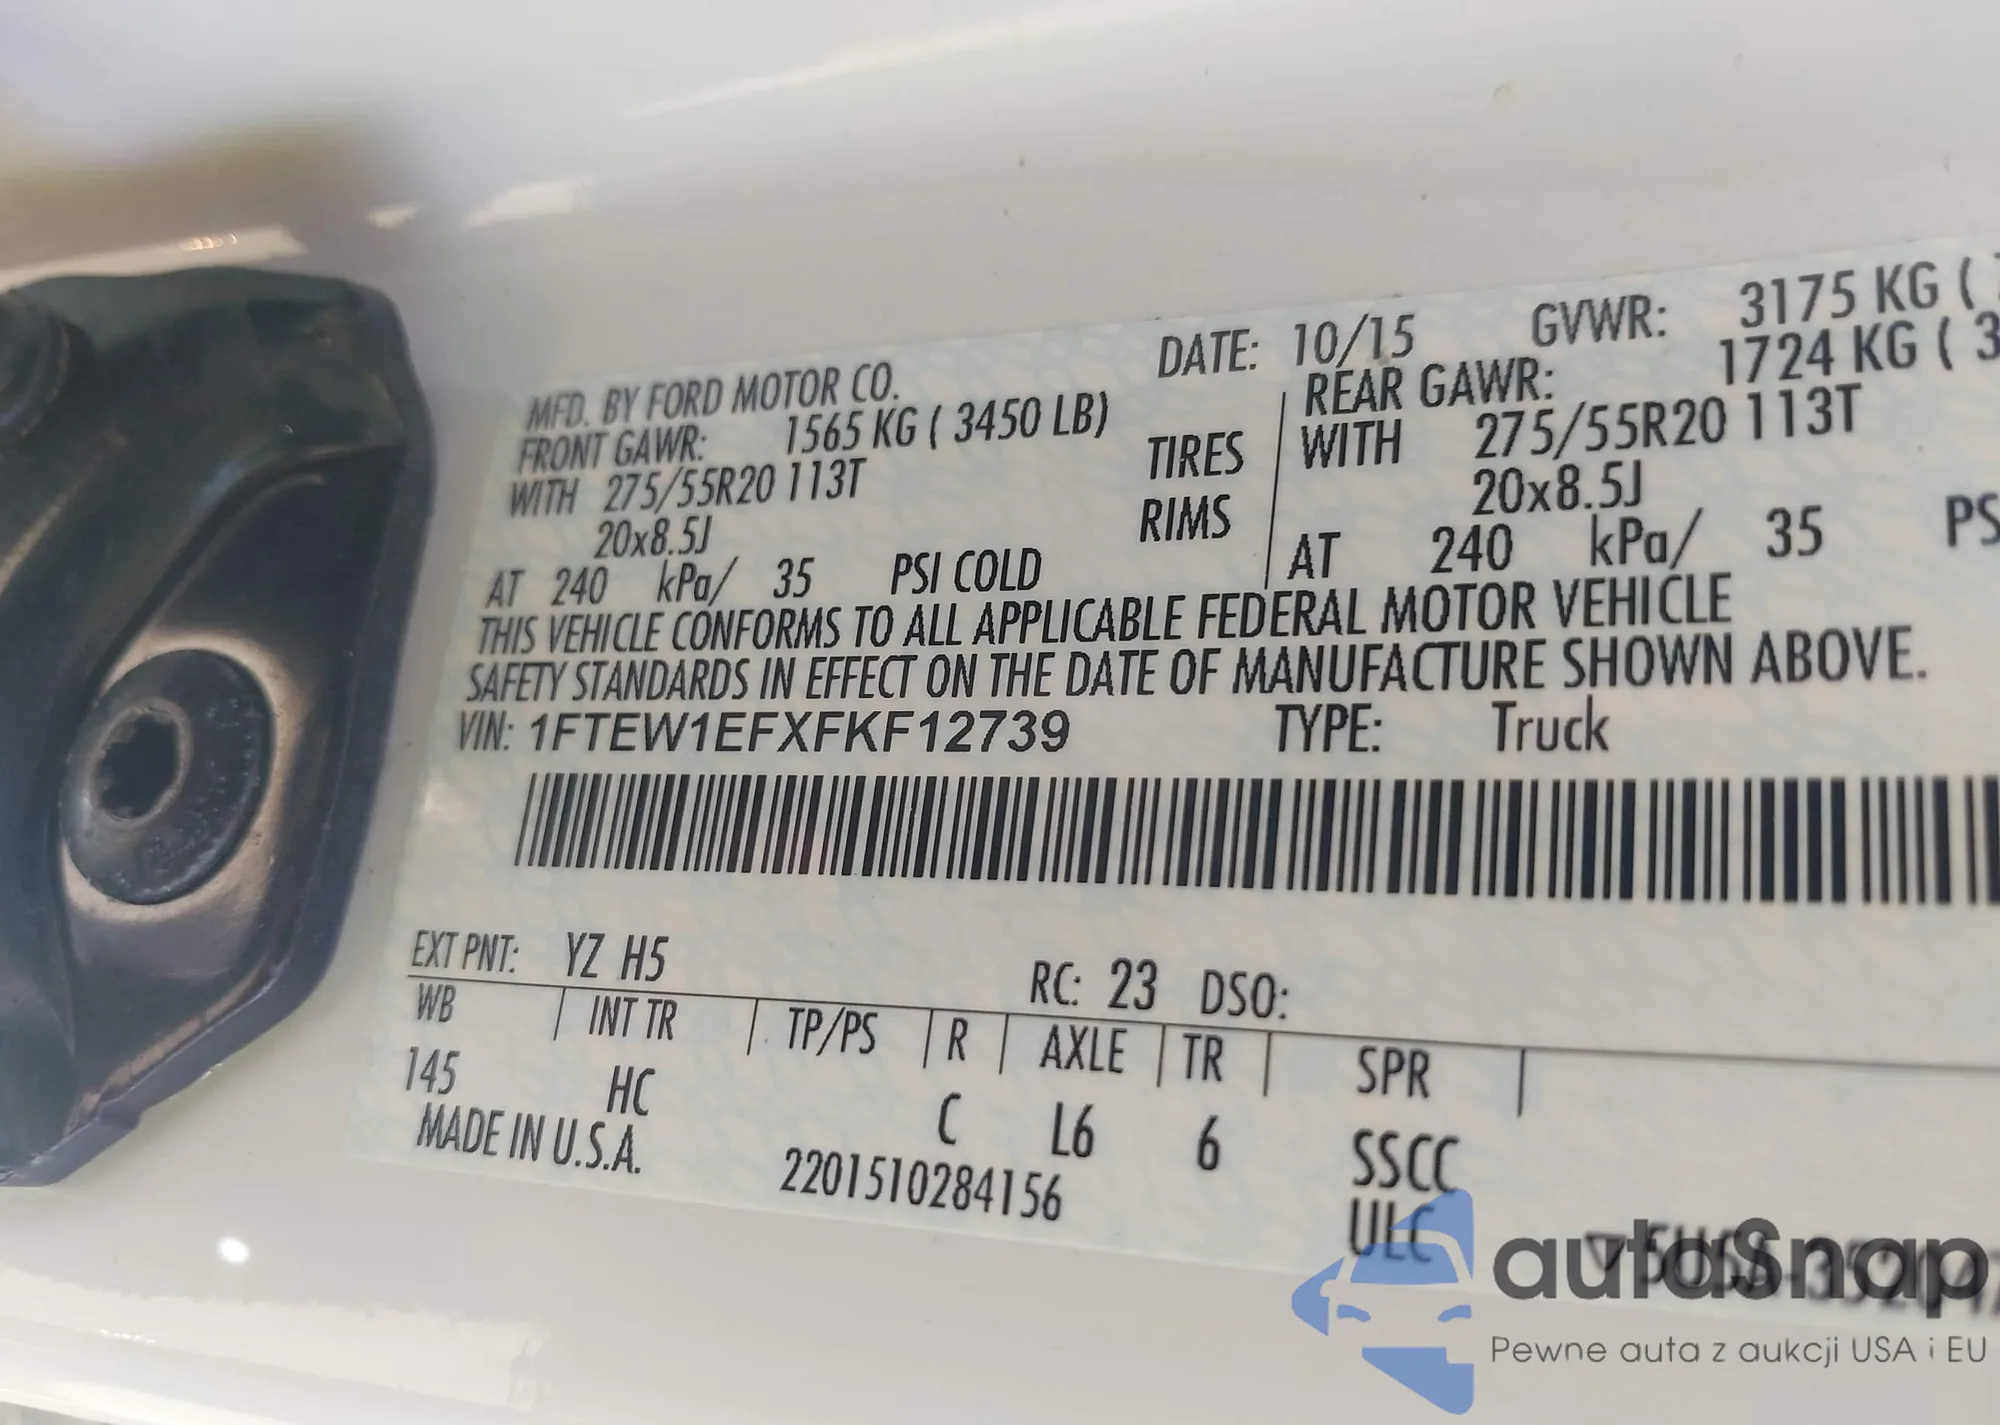 MFD. BY FORD MOTOR CO. DATE: 10/15 GVWR: 3175 KG (
FRONT GAWR: 1565 KG ( 3450 LB) REAR GAWR: 1724 KG ( 3
WITH 275/55R20 113T TIRES WITH 275/55R20 113T
20x8.5J RIMS 20x8.5J
AT 240 kPa/ 35 PSI COLD AT 240 kPa/ 35 PS
THIS VEHICLE CONFORMS TO ALL APPLICABLE FEDERAL MOTOR VEHICLE
SAFETY STANDARDS IN EFFECT ON THE DATE OF MANUFACTURE SHOWN ABOVE.
VIN: 1FTEW1EFXFKF12739 TYPE: Truck
EXT PNT: YZ H5 RC: 23 DSO:
WB INT TR TP/PS R AXLE TR SPR
145 HC C L6 6 SSCC
MADE IN U.S.A. 2201510284156 ULC
autoSnap
Pewne auta z aukcji USA i EU